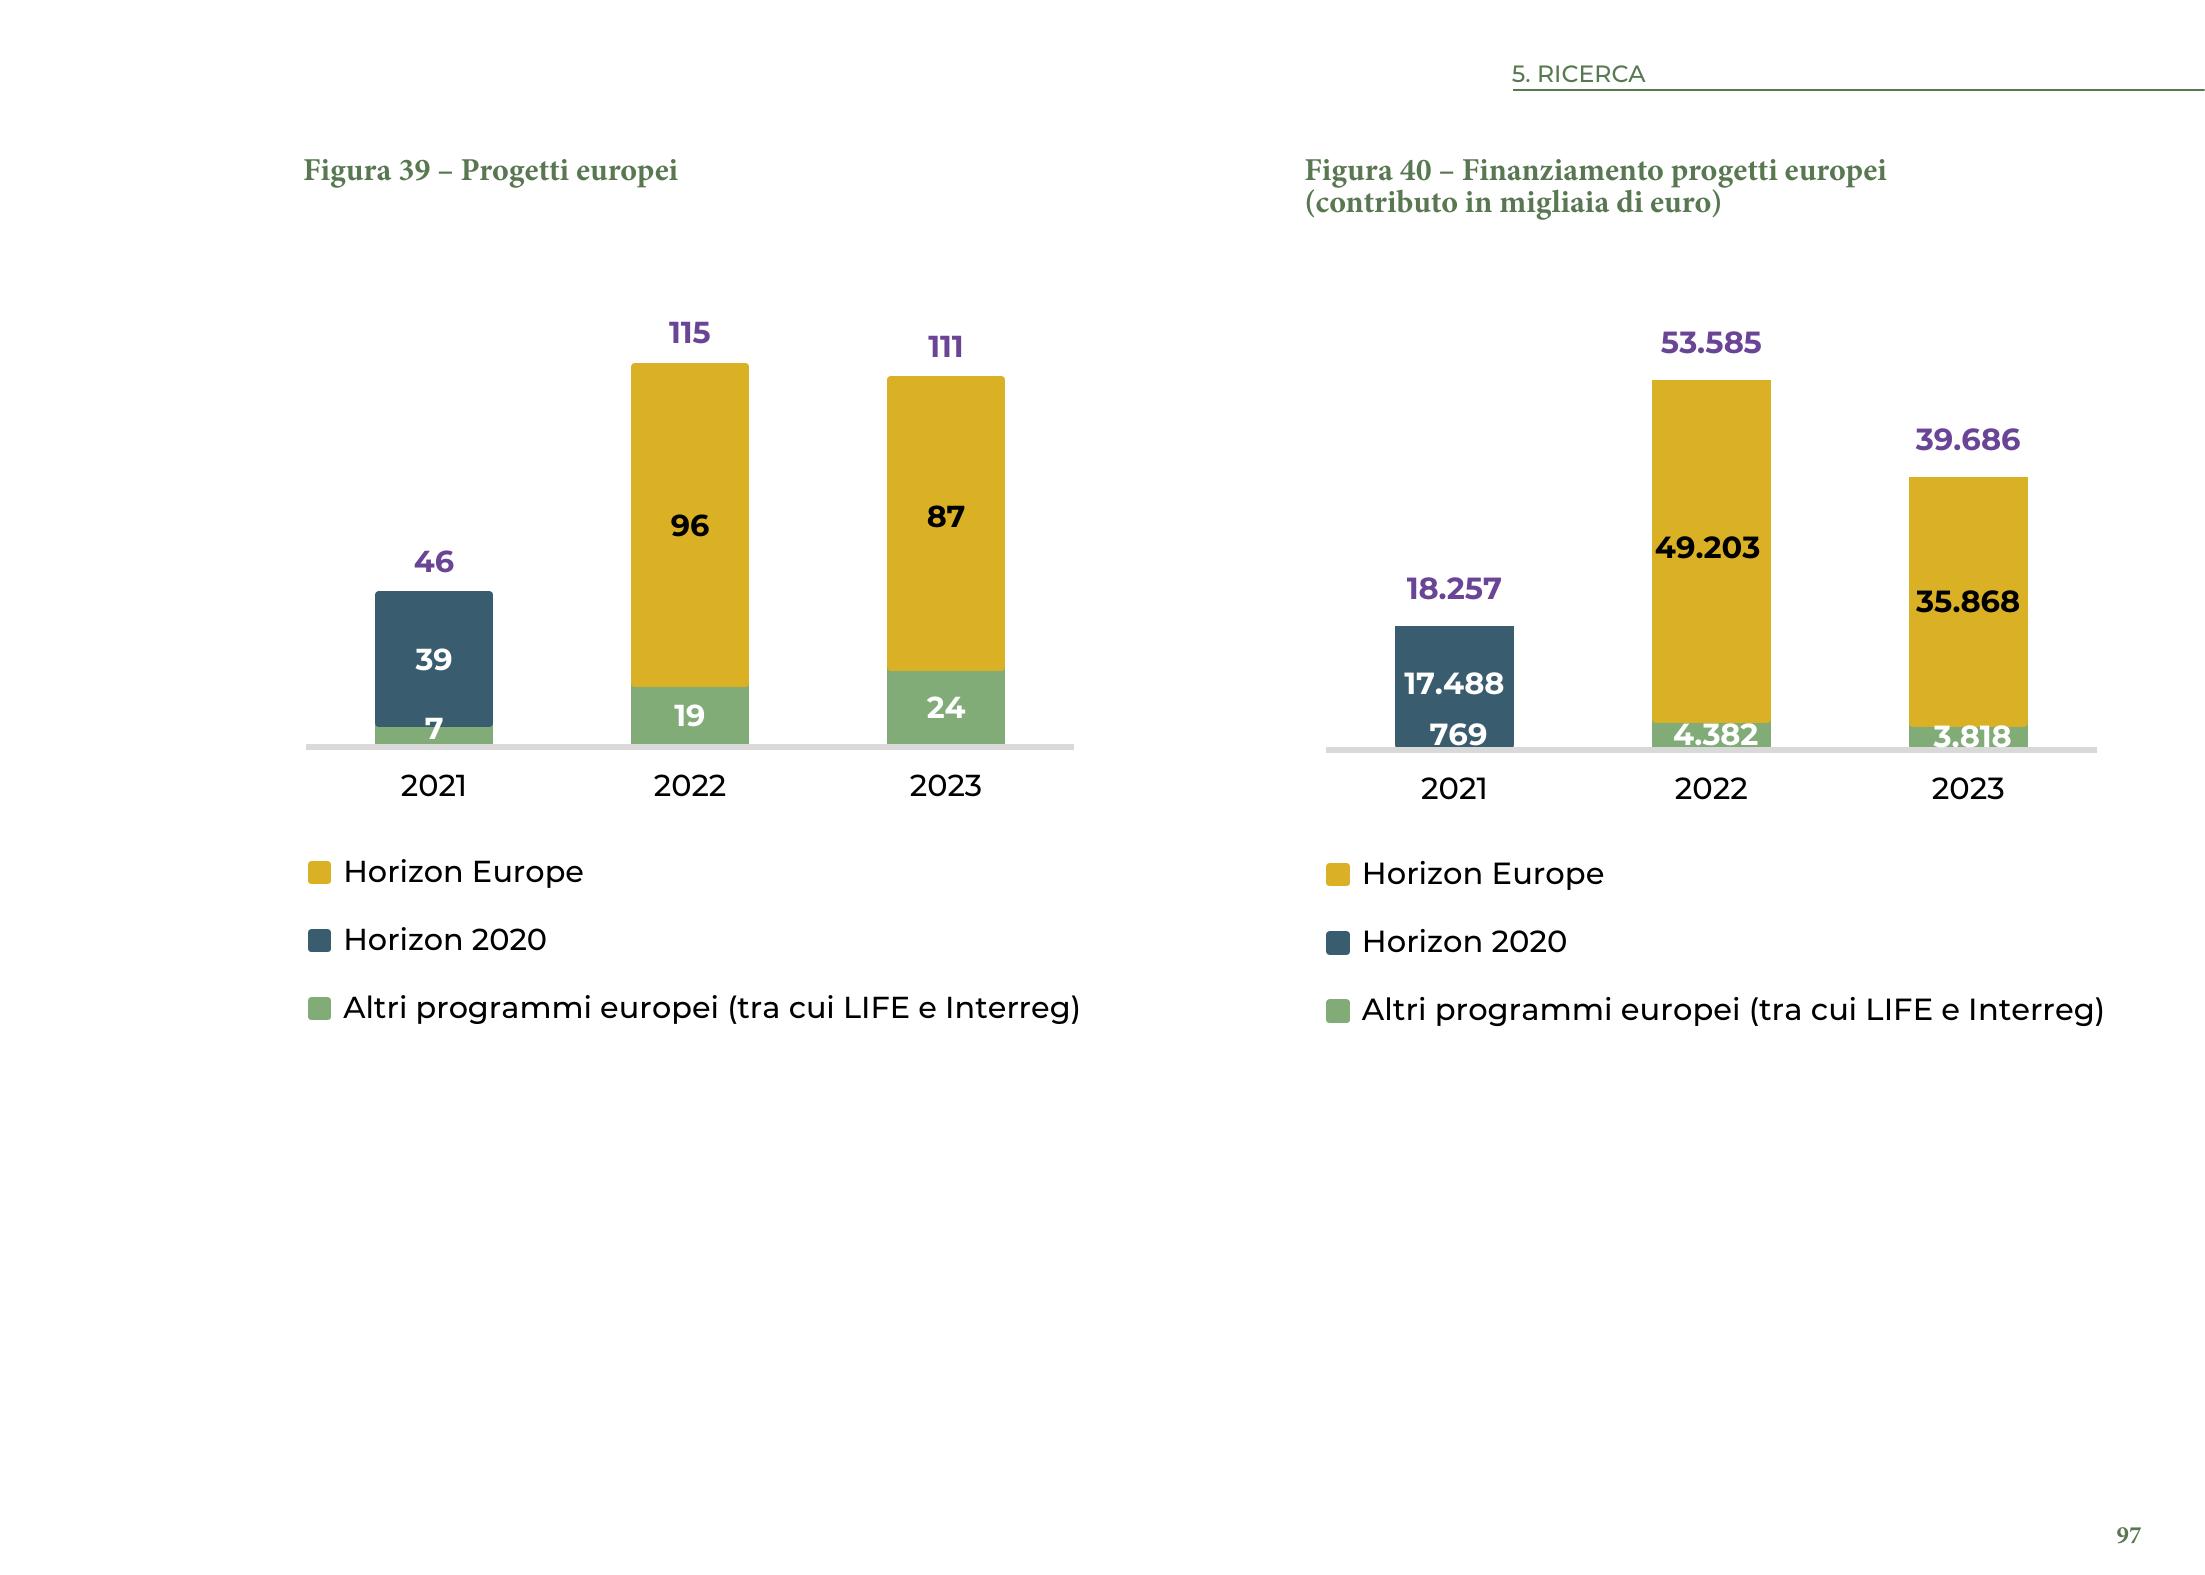 5. RICERCA
Figura 39 – Progetti europei
115
111
46
96
87
39
7
19
24
2021
2022
2023
Horizon Europe
Horizon 2020
Altri programmi europei (tra cui LIFE e Interreg)
Figura 40 – Finanziamento progetti europei
(contributo in migliaia di euro)
53.585
39.686
18.257
49.203
35.868
17.488
769
4.382
3.818
2021
2022
2023
Horizon Europe
Horizon 2020
Altri programmi europei (tra cui LIFE e Interreg)
97